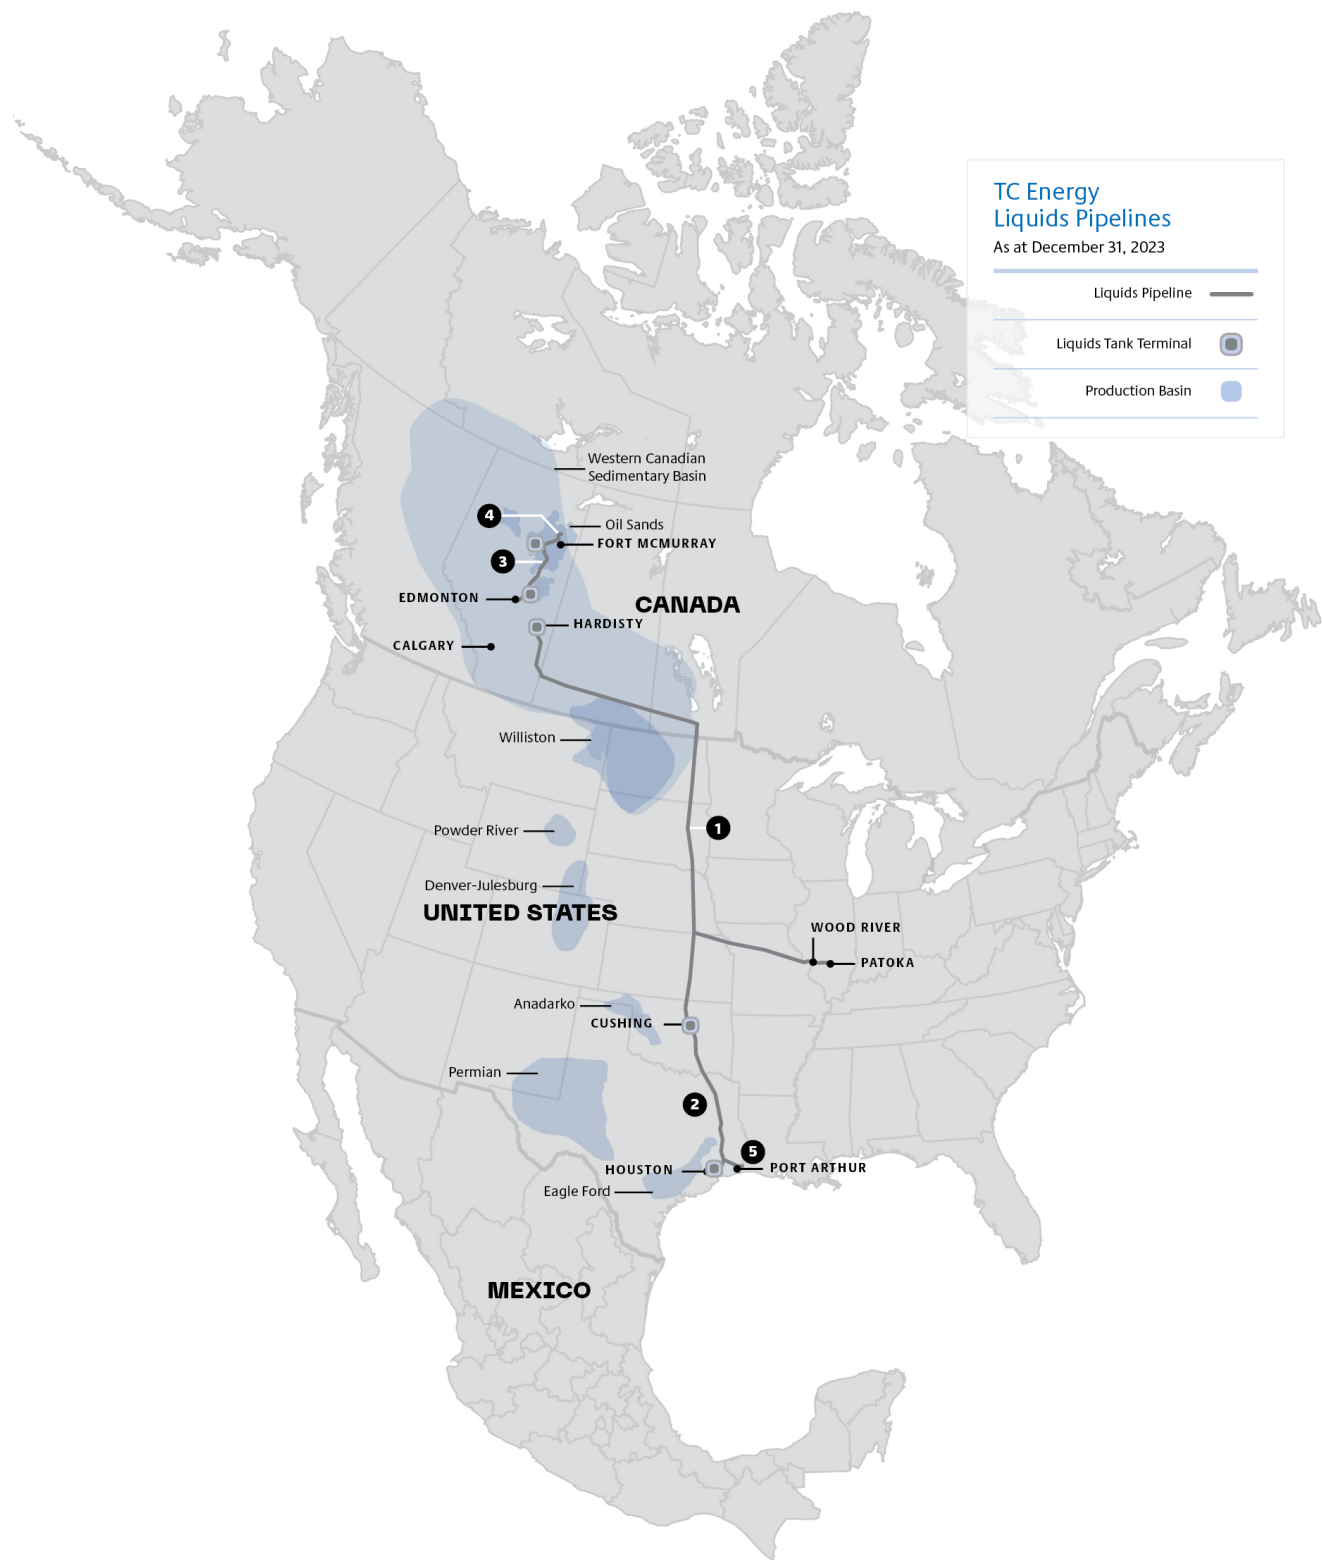 TC Energy
Liquids Pipelines
As at December 31, 2023
Liquids Pipeline
Liquids Tank Terminal
Production Basin
Western Canadian
Sedimentary Basin
4
Oil Sands
FORT MCMURRAY
3
EDMONTON
CANADA
HARDISTY
CALGARY
Williston
1
Powder River
Denver-Julesburg
UNITED STATES
WOOD RIVER
PATOKA
Anadarko
CUSHING
Permian
2
5
HOUSTON
PORT ARTHUR
Eagle Ford
MEXICO